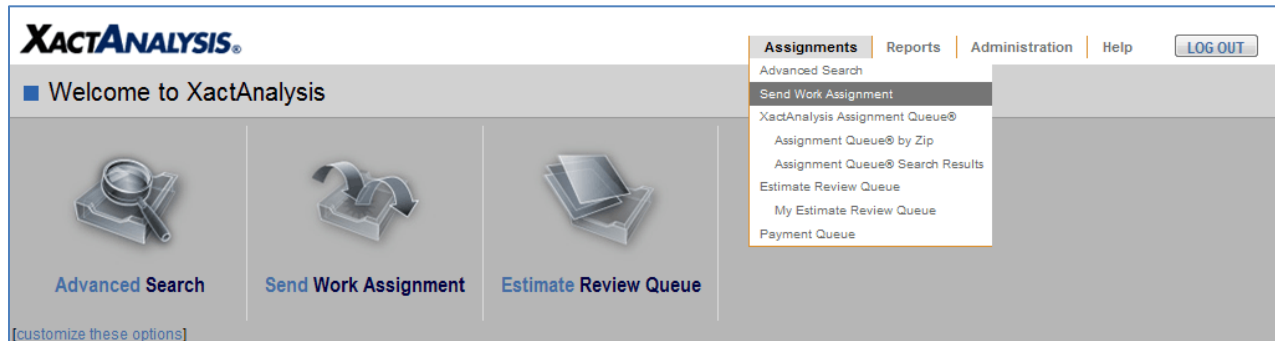 XACTANALYSIS®
Assignments Reports Administration Help LOG OUT
Advanced Search
Send Work Assignment
XactAnalysis Assignment Queue®
Assignment Queue® by Zip
Assignment Queue® Search Results
Estimate Review Queue
My Estimate Review Queue
Payment Queue
Welcome to XactAnalysis
Advanced Search
Send Work Assignment
Estimate Review Queue
[customize these options]